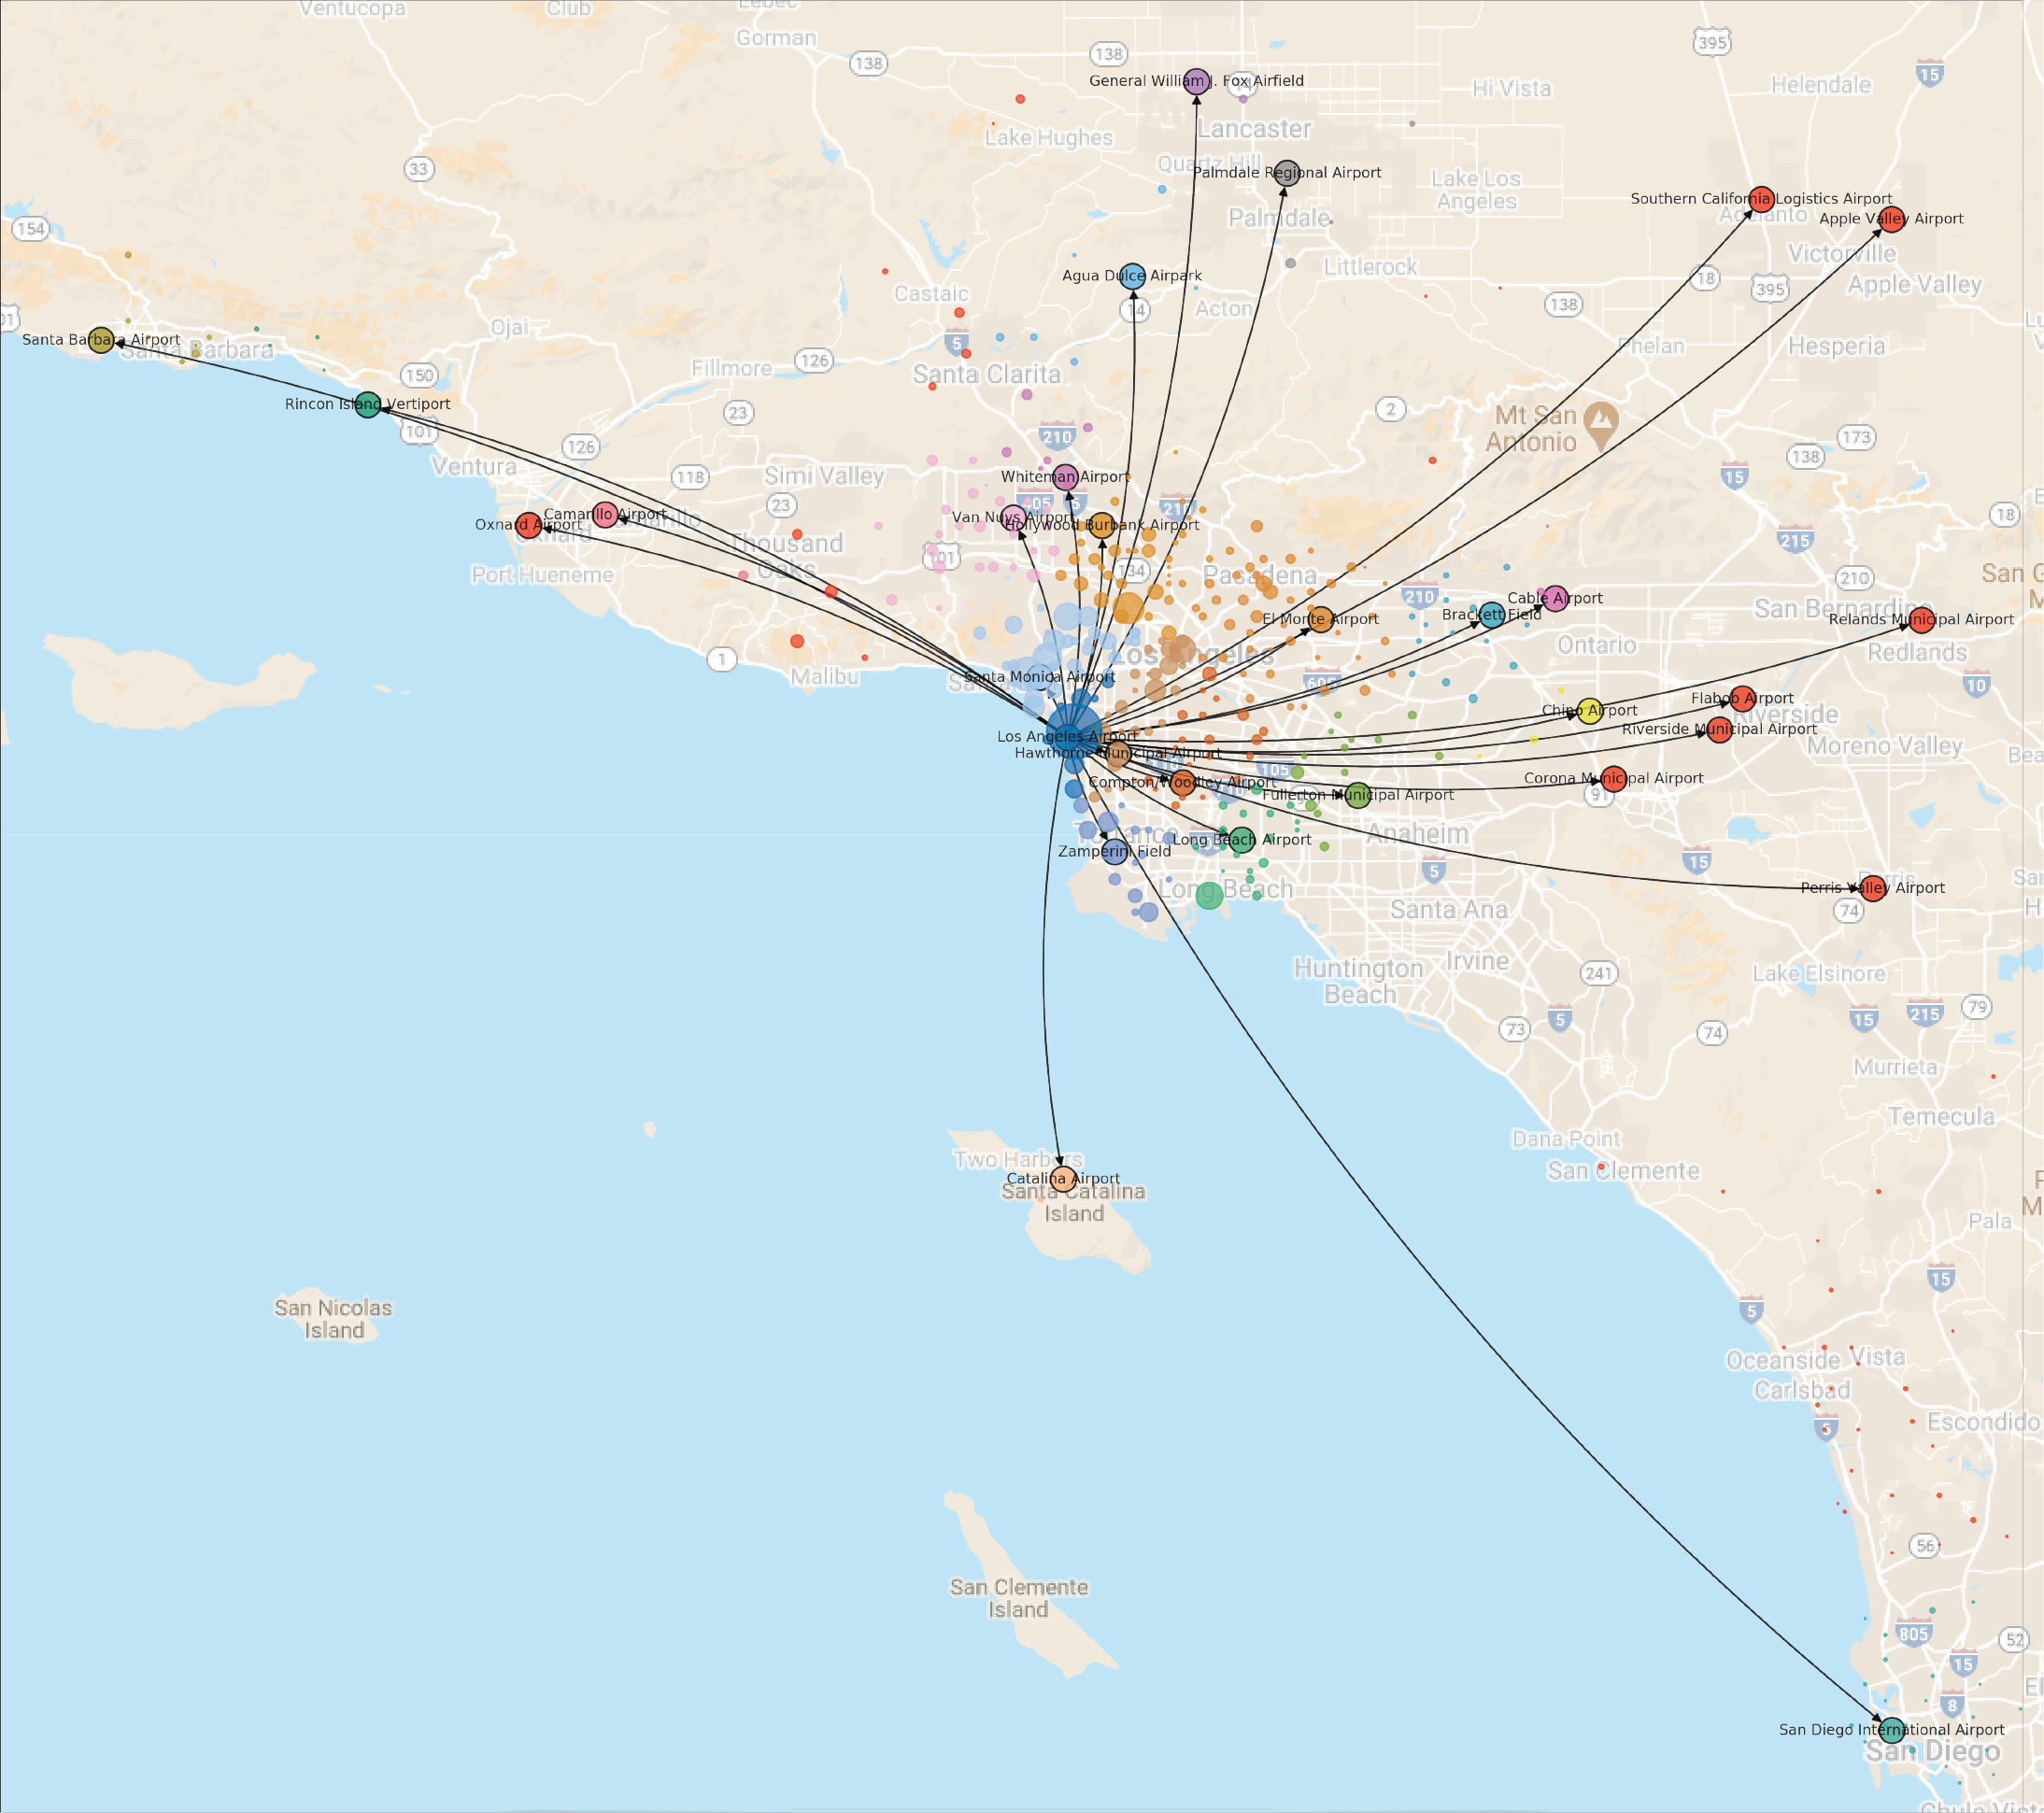 Ventucopa
Club
Lebec
Gorman
138
138
395
15
Helendale
Hi Vista
General William J. Fox Airfield
Lake Hughes
Lancaster
33
Quartz Hill
Palmdale Regional Airport
Lake Los
Angeles
Southern California Logistics Airport
Adelanto
Apple Valley Airport
154
Palmdale
Victorville
Agua Dulce Airpark
Littlerock
18
395
Apple Valley
Castaic
14
Acton
138
Ojai
5
Phelan
Hesperia
Santa Barbara Airport
Santa Barbara
150
Fillmore
126
Santa Clarita
Rincon Island Vertiport
101
23
2
Mt San
Antonio
173
126
210
138
Ventura
118
Simi Valley
Whiteman Airport
15
23
405
5
210
18
Camarillo Airport
Oxnard Airport
Van Nuys Airport
Hollywood Burbank Airport
215
Thousand
Oaks
101
134
Port Hueneme
Pasadena
210
210
Cable Airport
San Bernardino
Brackett Field
El Monte Airport
Relands Municipal Airport
1
Los Angeles
Ontario
Redlands
Malibu
Santa Monica Airport
605
10
Flabob Airport
Chino Airport
Riverside
Riverside Municipal Airport
Los Angeles Airport
Hawthorne Municipal Airport
Moreno Valley
105
Compton/Woodley Airport
Corona Municipal Airport
Fullerton Municipal Airport
91
Torrance
Anaheim
Long Beach Airport
Zamperini Field
15
5
Long Beach
Perris Valley Airport
Perris
Santa Ana
74
Huntington
Beach
Irvine
241
Lake Elsinore
79
73
5
74
15
215
Murrieta
Temecula
Dana Point
Two Harbors
San Clemente
Catalina Airport
Santa Catalina
Island
Pala
15
San Nicolas
Island
5
Oceanside
Vista
Carlsbad
5
Escondido
56
San Clemente
Island
805
52
15
8
San Diego International Airport
San Diego